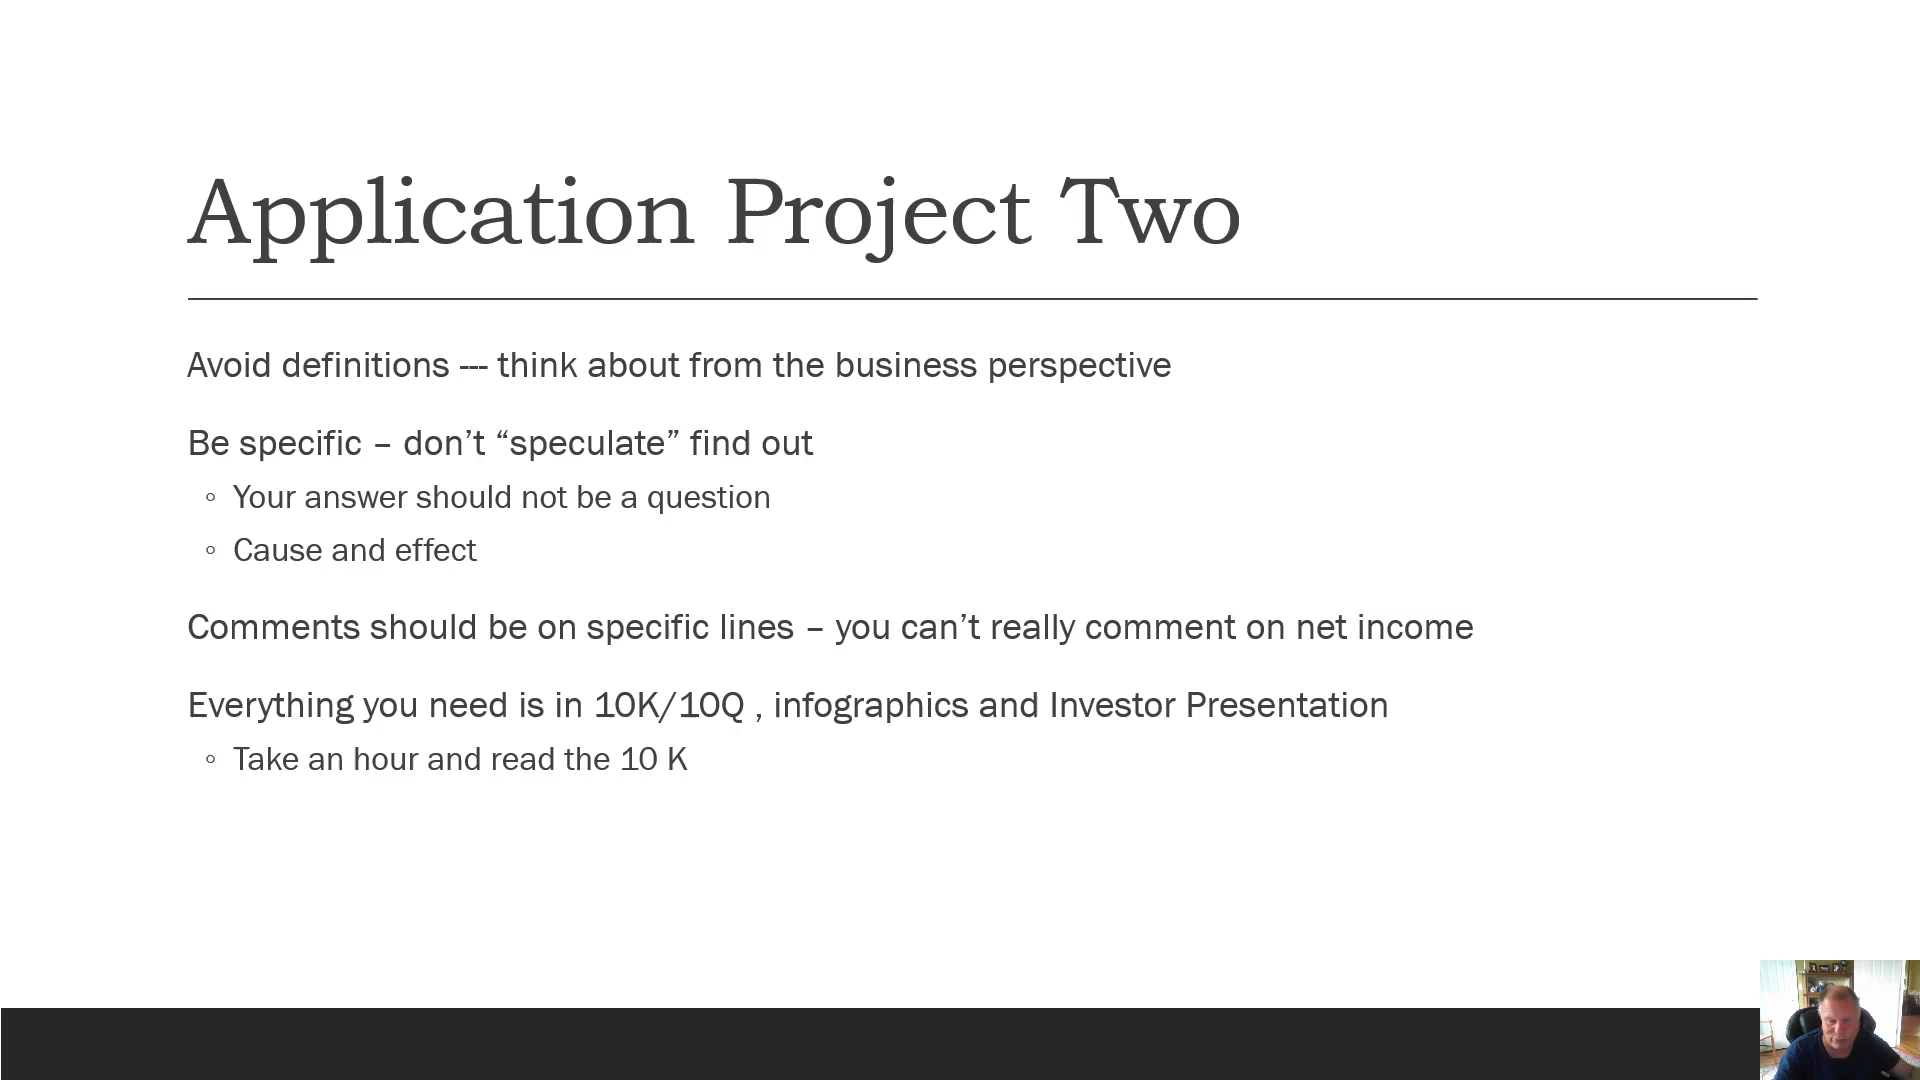 Application Project Two
Avoid definitions --- think about from the business perspective
Be specific – don’t “speculate” find out
◦ Your answer should not be a question
◦ Cause and effect
Comments should be on specific lines – you can’t really comment on net income
Everything you need is in 10K/10Q , infographics and Investor Presentation
◦ Take an hour and read the 10 K